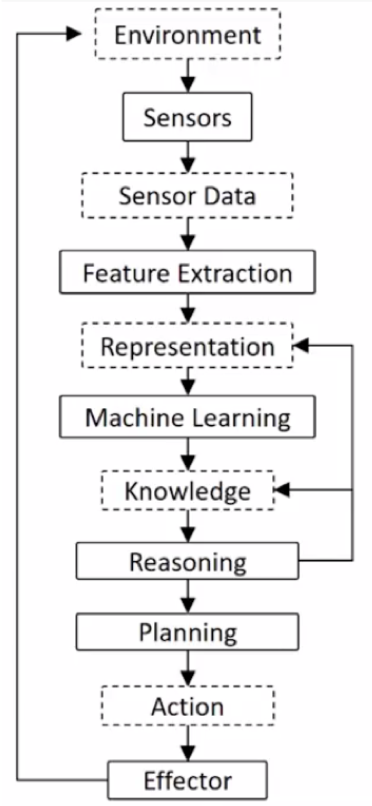 Environment
Sensors
Sensor Data
Feature Extraction
Representation
Machine Learning
Knowledge
Reasoning
Planning
Action
Effector